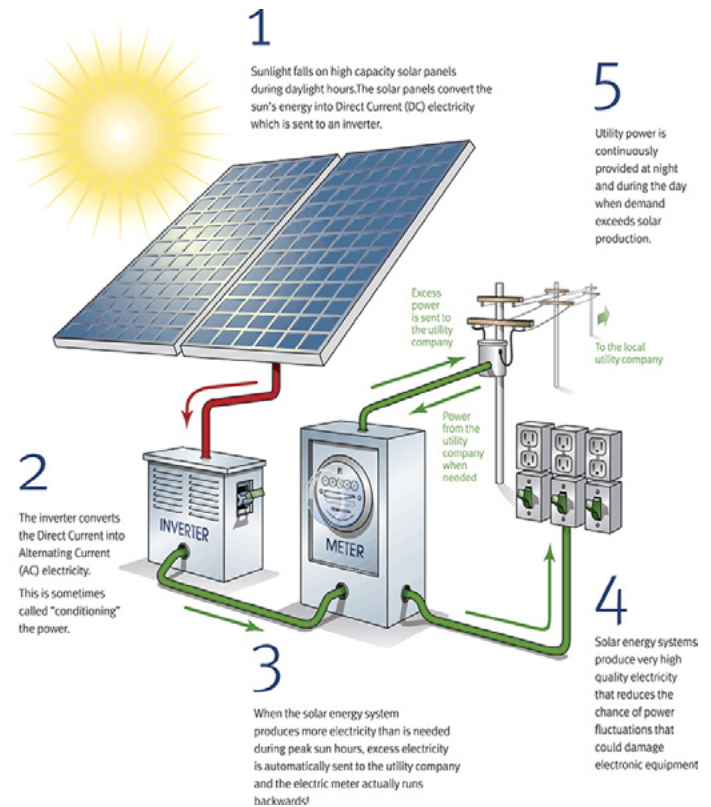 1
Sunlight falls on high capacity solar panels
during daylight hours.The solar panels convert the
sun's energy into Direct Current (DC) electricity
which is sent to an inverter.
5
Utility power is
continuously
provided at night
and during the day
when demand
exceeds solar
production.
Excess
power
is sent to
the utility
company
To the local
utility company
Power
from the
utility
company
when
needed
2
The inverter converts
the Direct Current into
Alternating Current
(AC) electricity.
This is sometimes
called "conditioning"
the power.
INVERTER
METER
3
When the solar energy system
produces more electricity than is needed
during peak sun hours, excess electricity
is automatically sent to the utility company
and the electric meter actually runs
backwards!
4
Solar energy systems
produce very high
quality electricity
that reduces the
chance of power
fluctuations that
could damage
electronic equipment